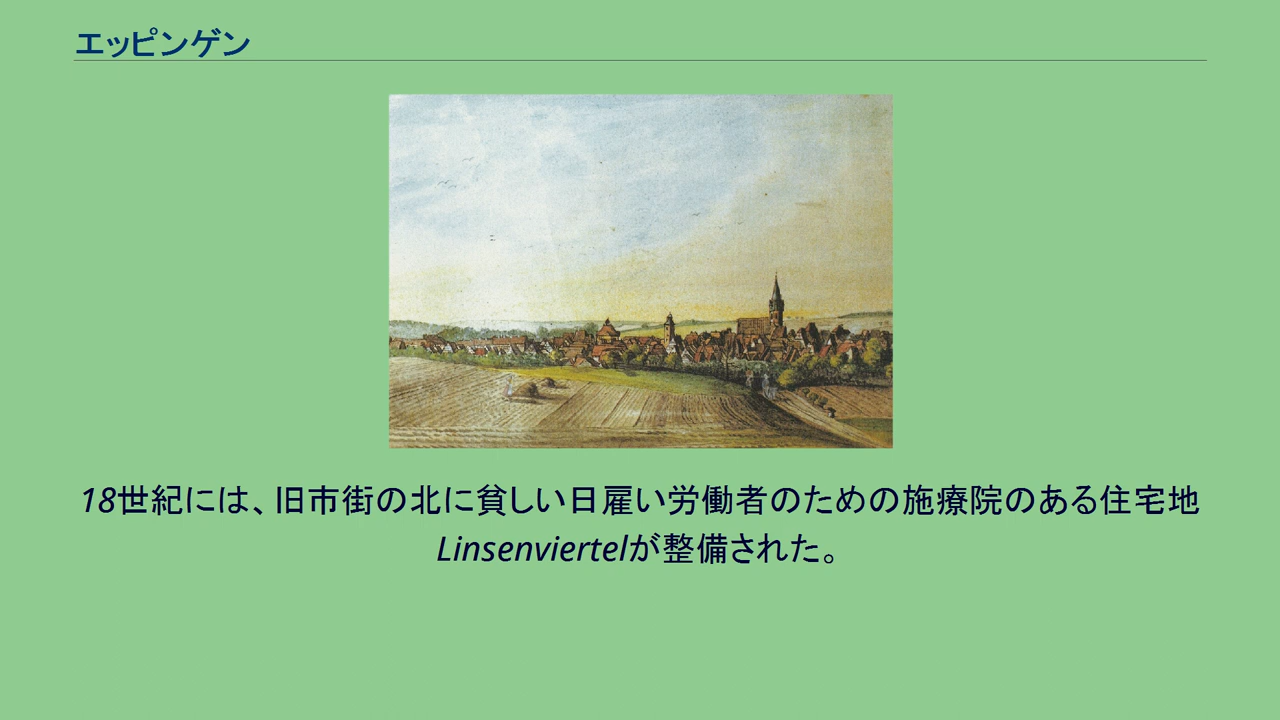 エッピンゲン
18世紀には、旧市街の北に貧しい日雇い労働者のための施療院のある住宅地
Linsenviertelが整備された。